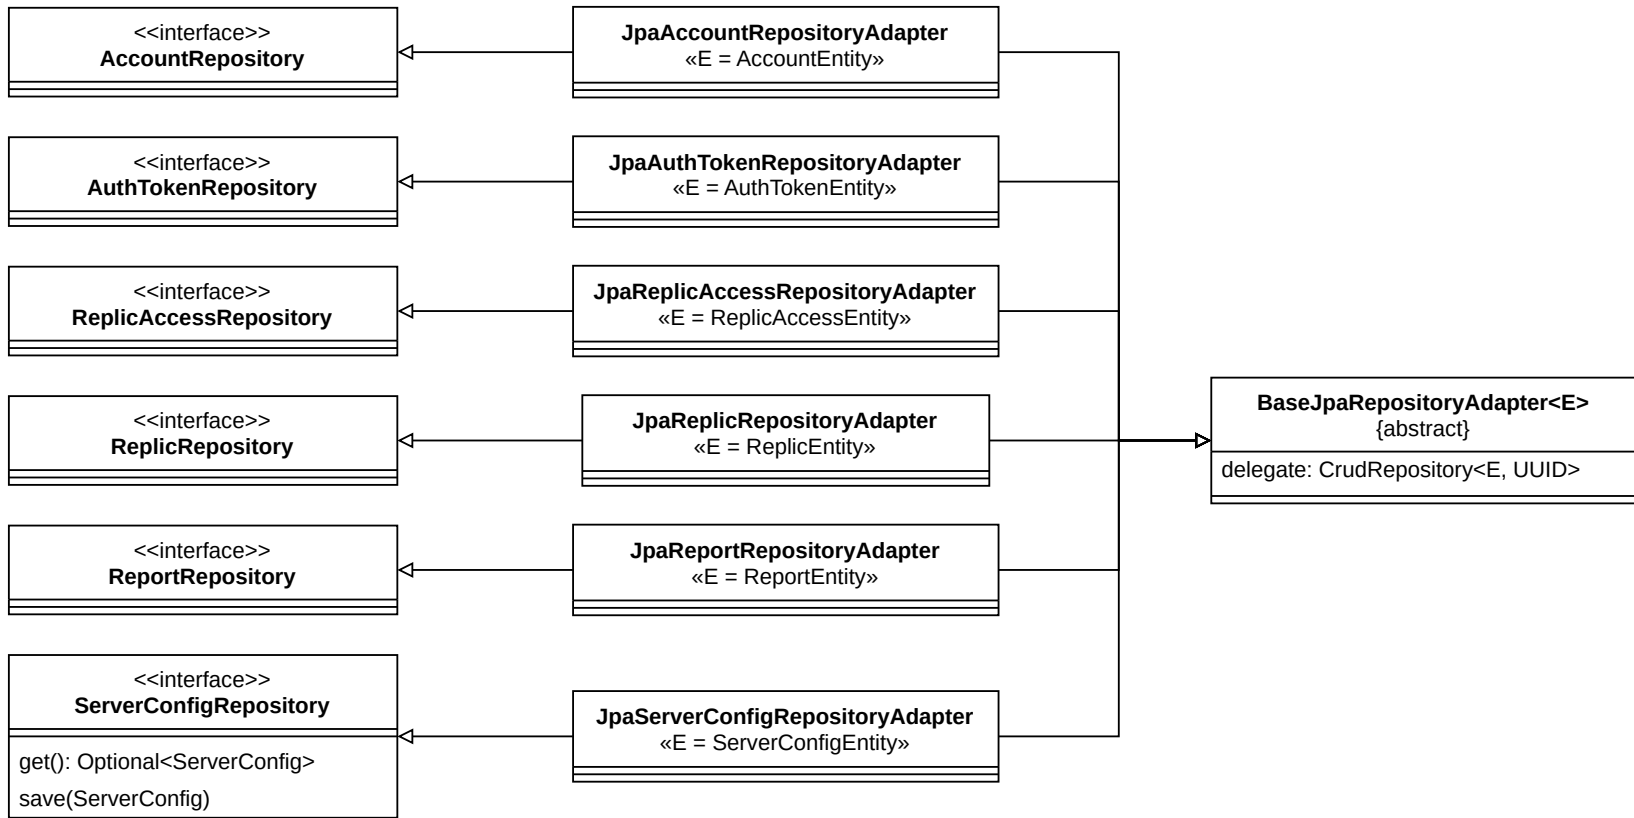 <<interface>>
AccountRepository
JpaAccountRepositoryAdapter
«E = AccountEntity»
<<interface>>
AuthTokenRepository
JpaAuthTokenRepositoryAdapter
«E = AuthTokenEntity»
<<interface>>
ReplicAccessRepository
JpaReplicAccessRepositoryAdapter
«E = ReplicAccessEntity»
<<interface>>
ReplicRepository
JpaReplicRepositoryAdapter
«E = ReplicEntity»
BaseJpaRepositoryAdapter<E>
{abstract}
delegate: CrudRepository<E, UUID>
<<interface>>
ReportRepository
JpaReportRepositoryAdapter
«E = ReportEntity»
<<interface>>
ServerConfigRepository
get(): Optional<ServerConfig>
save(ServerConfig)
JpaServerConfigRepositoryAdapter
«E = ServerConfigEntity»